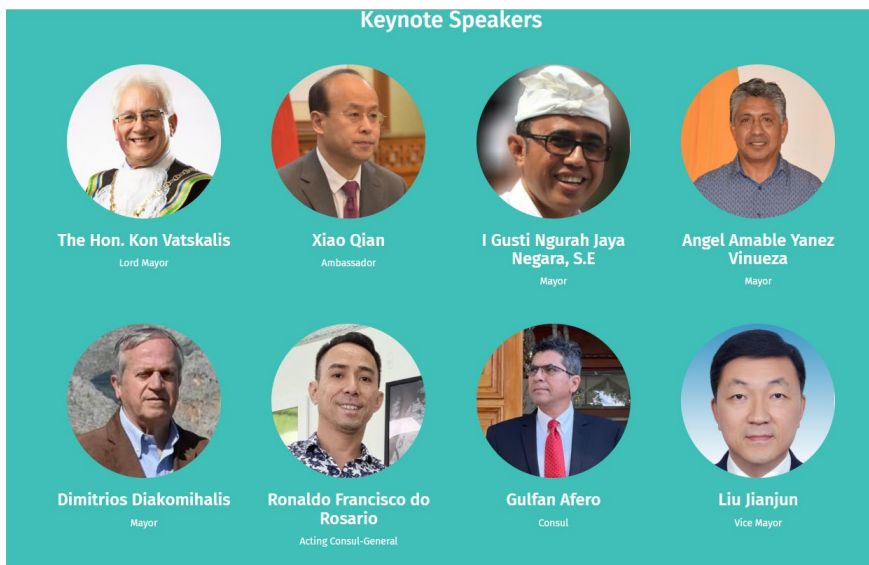 Keynote Speakers
The Hon. Kon Vatskalis
Lord Mayor
Xiao Qian
Ambassador
I Gusti Ngurah Jaya
Negara, S.E
Mayor
Angel Amable Yanez
Vinueza
Mayor
Dimitrios Diakomihalis
Mayor
Ronaldo Francisco do
Rosario
Acting Consul-General
Gulfan Afero
Consul
Liu Jianjun
Vice Mayor